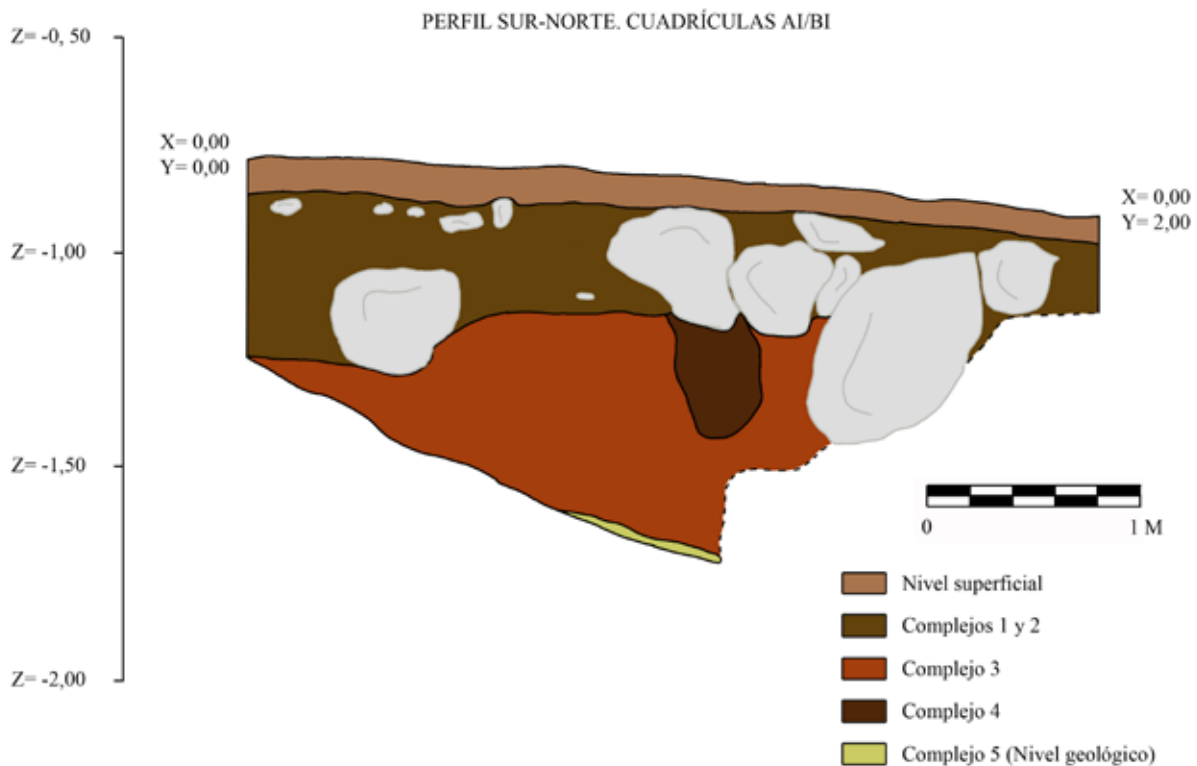 PERFIL SUR-NORTE. CUADRÍCULAS AI/BI
Z= -0, 50
X= 0,00
Y= 0,00
X= 0,00
Y= 2,00
Z= -1,00
Z= -1,50
0 1 M
Nivel superficial
Complejos 1 y 2
Complejo 3
Z= -2,00
Complejo 4
Complejo 5 (Nivel geológico)